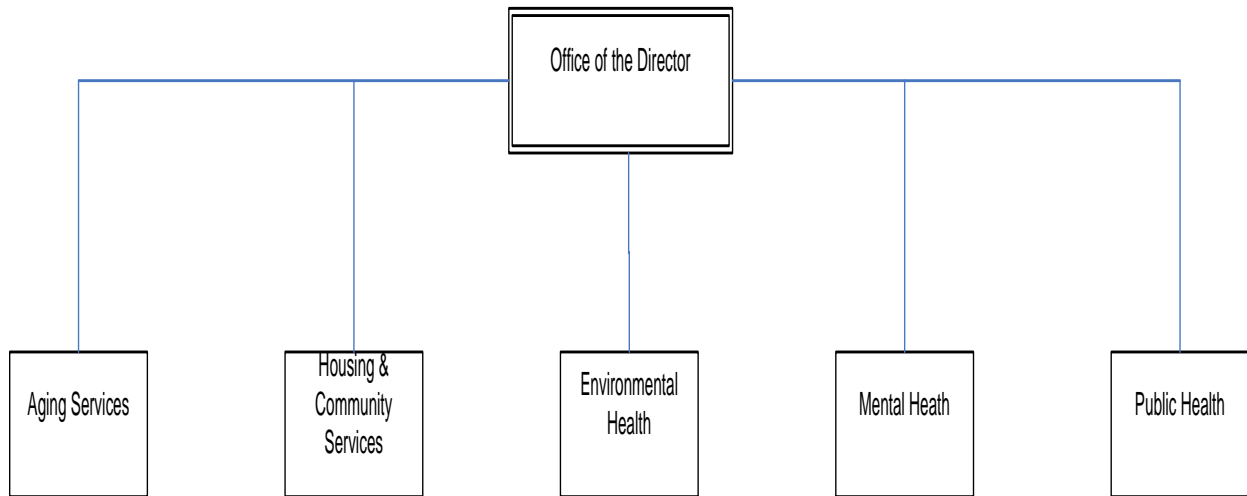 Office of the Director
Aging Services
Housing &
Community
Services
Environmental
Health
Mental Heath
Public Health